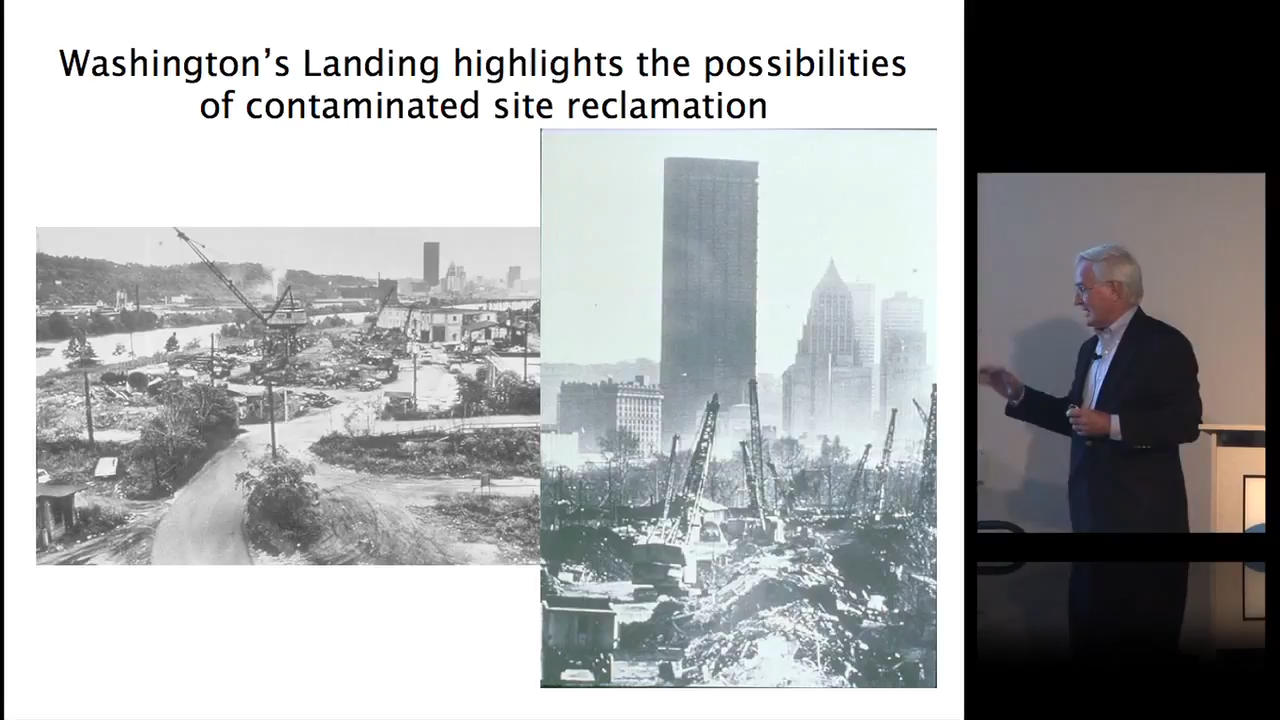 Washington’s Landing highlights the possibilities
of contaminated site reclamation